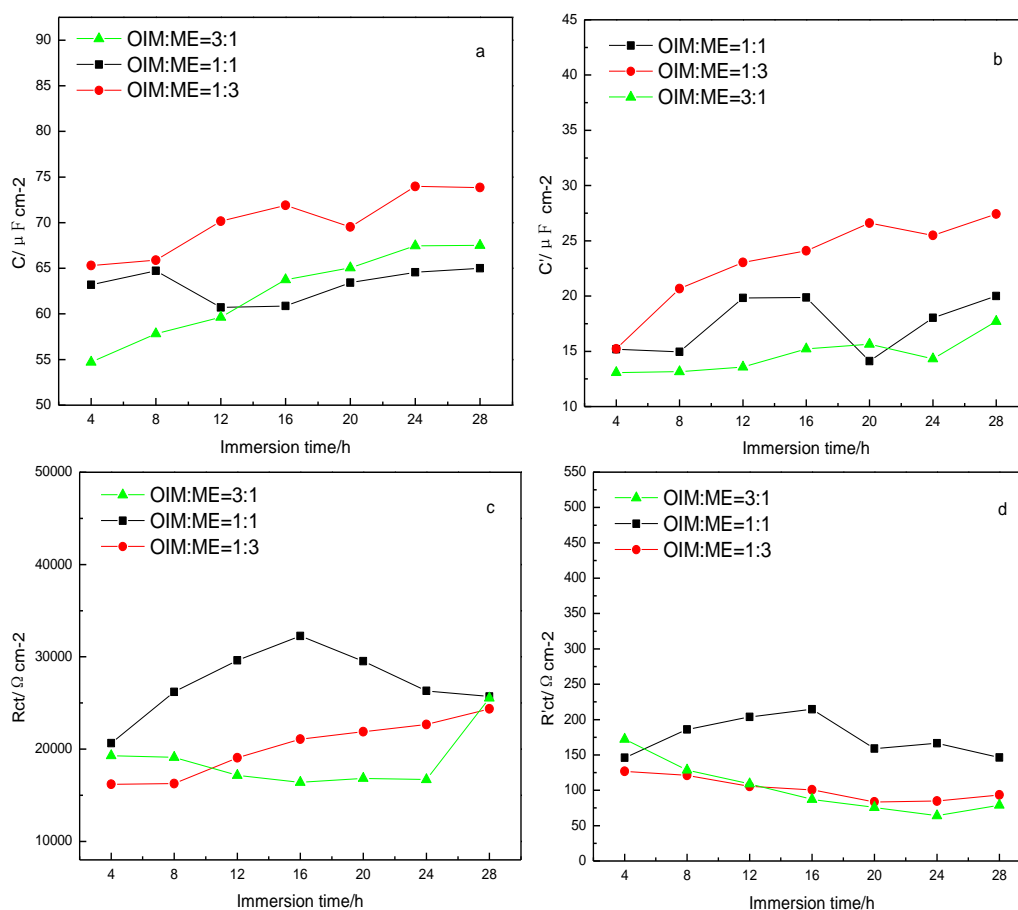 a
OIM:ME=3:1
OIM:ME=1:1
OIM:ME=1:3
C/ μ F cm-2
90
85
80
75
70
65
60
55
50
4 8 12 16 20 24 28
Immersion time/h
b
OIM:ME=1:1
OIM:ME=1:3
OIM:ME=3:1
C'/ μ F cm-2
45
40
35
30
25
20
15
10
4 8 12 16 20 24 28
Immersion time/h
c
OIM:ME=3:1
OIM:ME=1:1
OIM:ME=1:3
Rct/ Ω cm-2
50000
40000
30000
20000
10000
4 8 12 16 20 24 28
Immersion time/h
d
OIM:ME=3:1
OIM:ME=1:1
OIM:ME=1:3
R'ct/ Ω cm-2
550
500
450
400
350
300
250
200
150
100
50
0
4 8 12 16 20 24 28
Immersion time/h